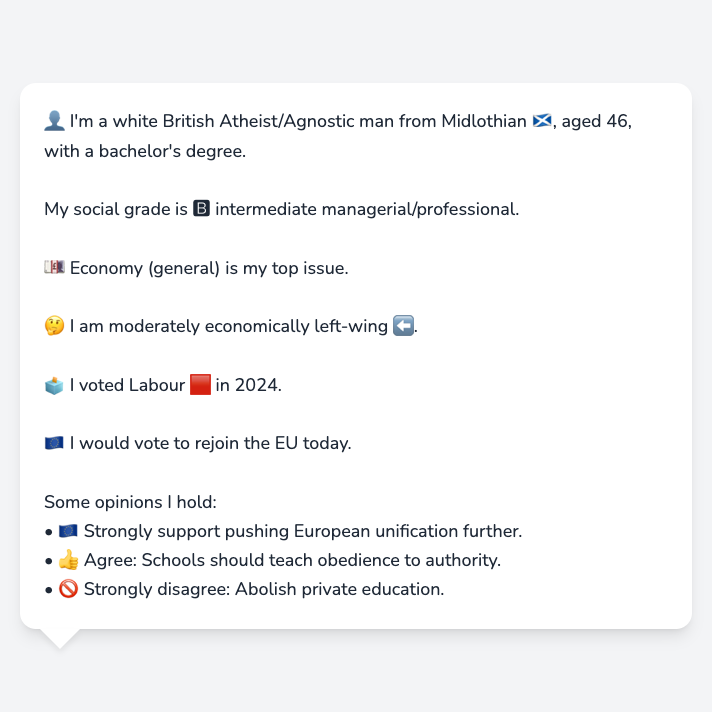 👤 I'm a white British Atheist/Agnostic man from Midlothian 🏴󠁧󠁢󠁳󠁣󠁴󠁿, aged 46,
with a bachelor's degree.
My social grade is 🅱 intermediate managerial/professional.
💷 Economy (general) is my top issue.
🤔 I am moderately economically left-wing ⬅️.
🗳️ I voted Labour 🟥 in 2024.
🇪🇺 I would vote to rejoin the EU today.
Some opinions I hold:
• 🇪🇺 Strongly support pushing European unification further.
• 👍 Agree: Schools should teach obedience to authority.
• 🚫 Strongly disagree: Abolish private education.